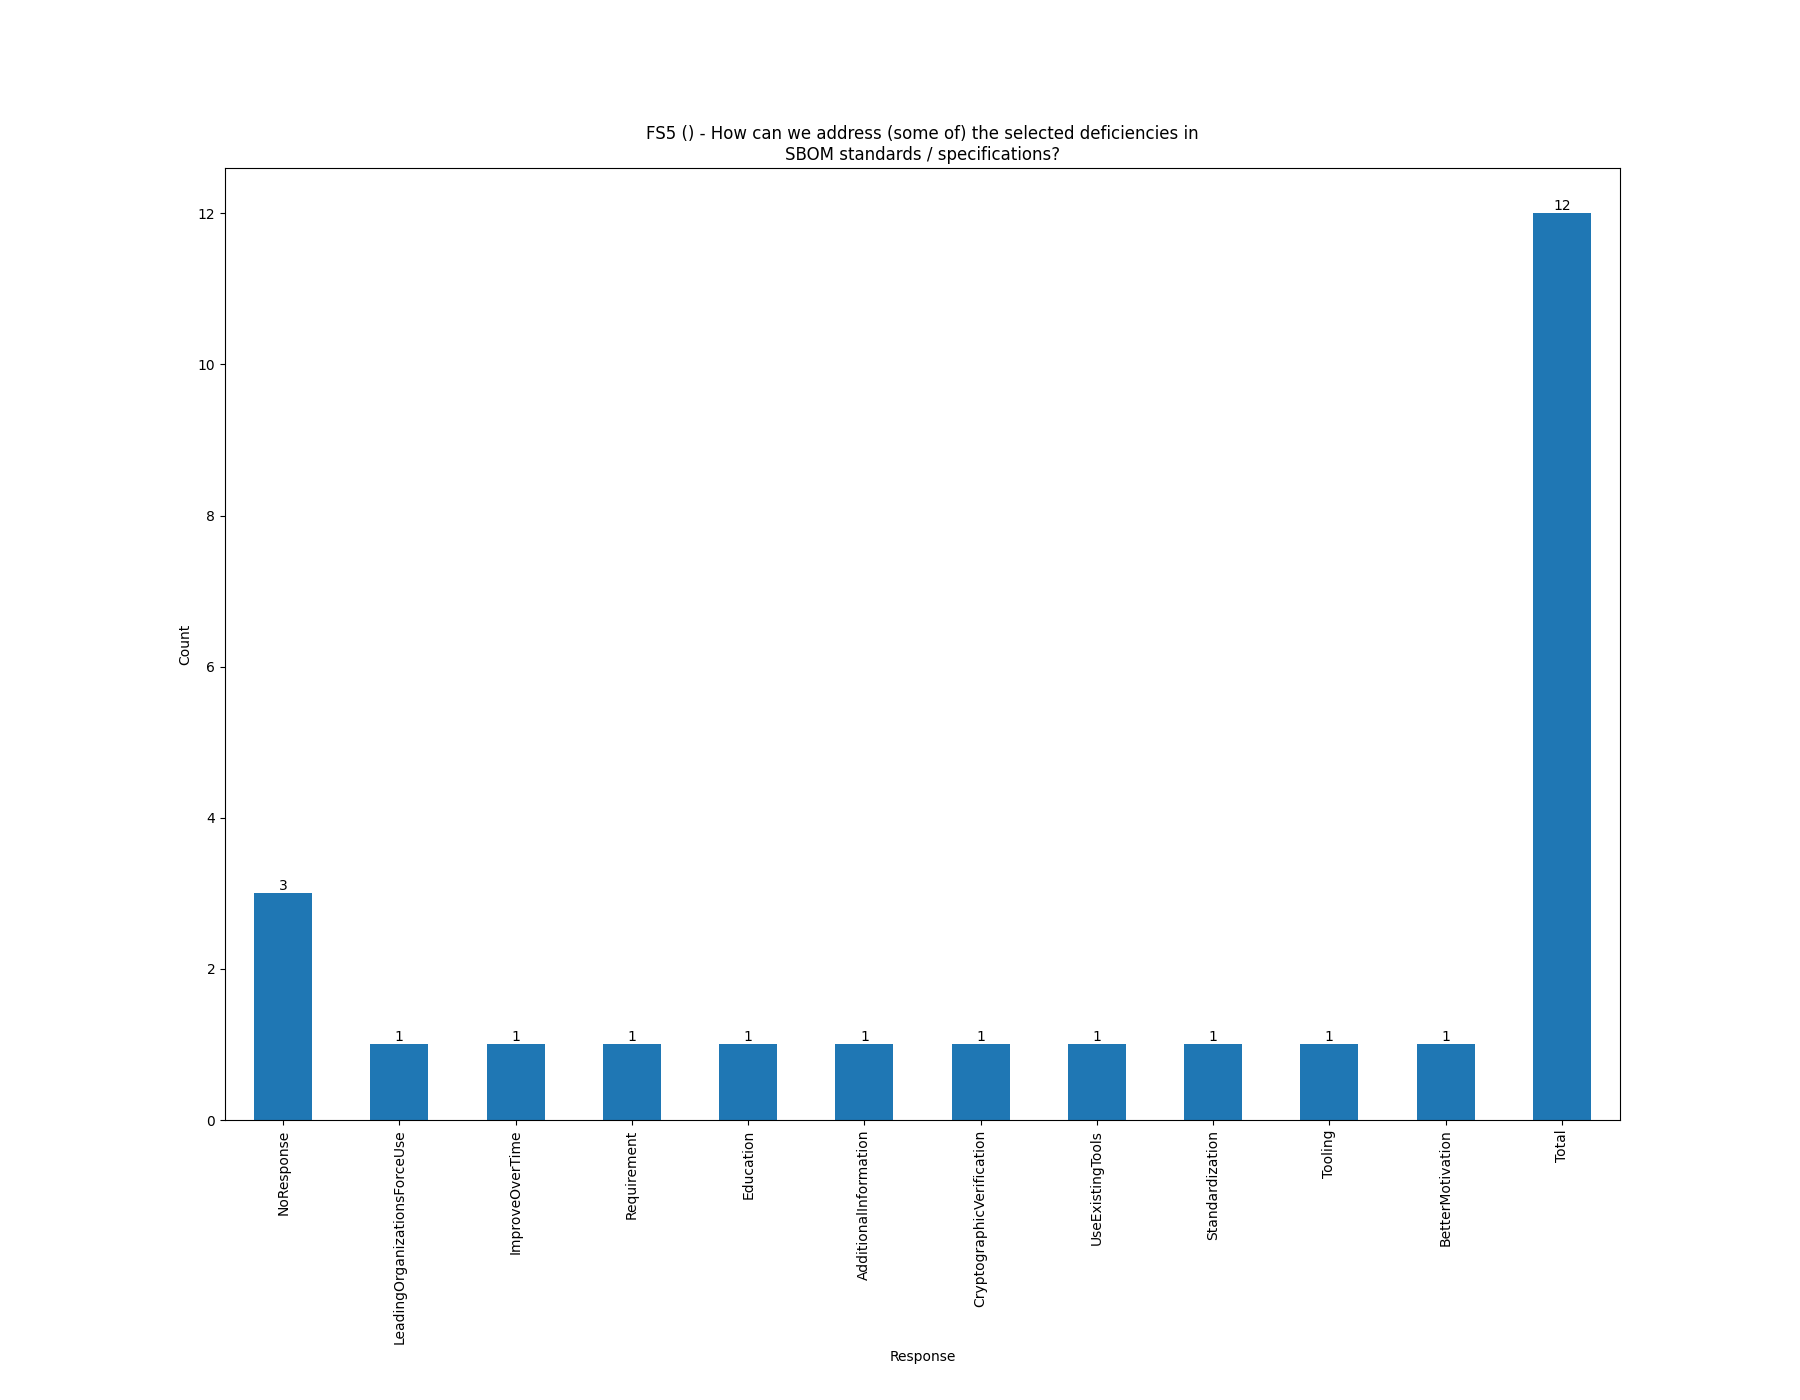 FS5 () - How can we address (some of) the selected deficiencies in
SBOM standards / specifications?
Count
12
10
8
6
4
2
0
3
1
1
1
1
1
1
1
1
1
1
12
NoResponse
LeadingOrganizationsForceUse
ImproveOverTime
Requirement
Education
AdditionalInformation
CryptographicVerification
UseExistingTools
Standardization
Tooling
BetterMotivation
Total
Response